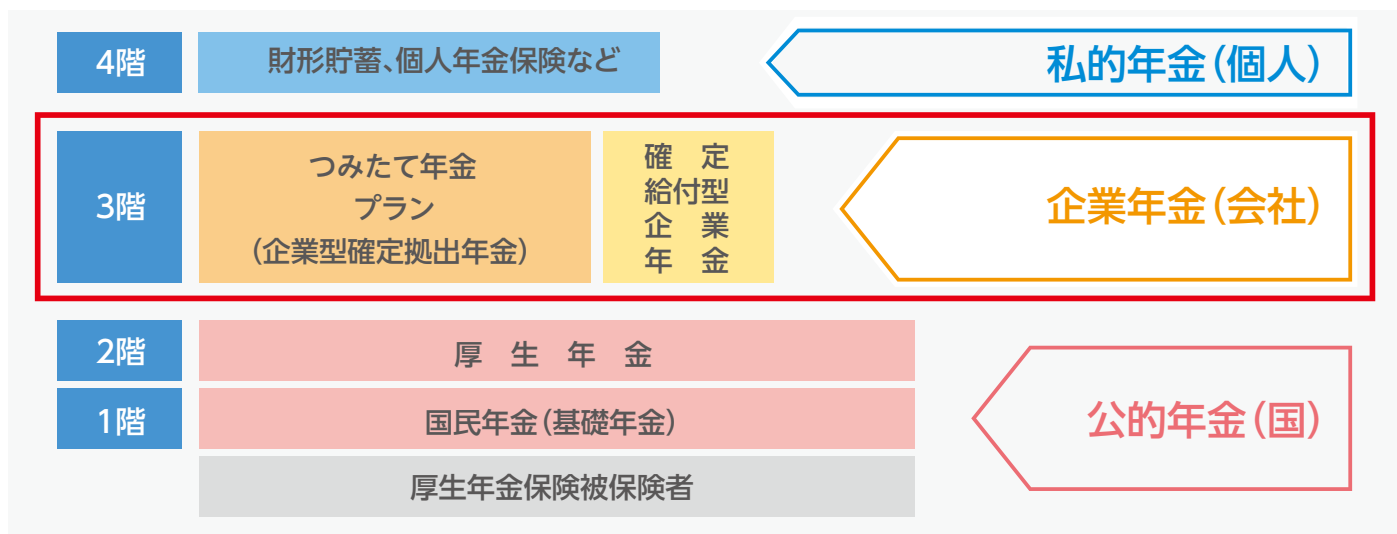 4階
財形貯蓄、個人年金保険など
私的年金(個人)
3階
つみたて年金
プラン
(企業型確定拠出年金)
確 定
給付型
企 業
年 金
企業年金(会社)
2階
厚 生 年 金
1階
国民年金(基礎年金)
公的年金(国)
厚生年金保険被保険者